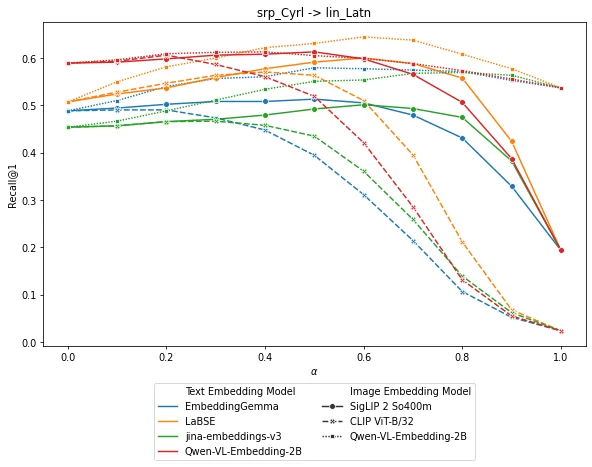 srp_Cyrl -> lin_Latn
Recall@1
0.6
0.5
0.4
0.3
0.2
0.1
0.0
0.0 0.2 0.4 0.6 0.8 1.0
α
Text Embedding Model
EmbeddingGemma
LaBSE
jina-embeddings-v3
Qwen-VL-Embedding-2B
Image Embedding Model
SigLIP 2 So400m
CLIP ViT-B/32
Qwen-VL-Embedding-2B